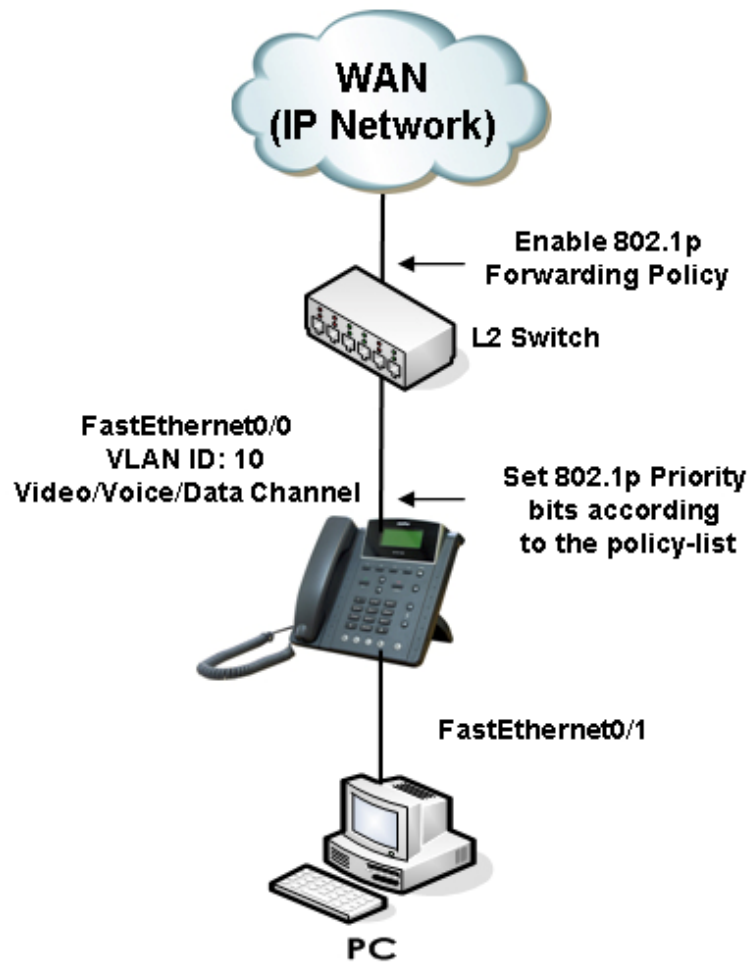 WAN
(IP Network)
Enable 802.1p
Forwarding Policy
L2 Switch
FastEthernet0/0
VLAN ID: 10
Video/Voice/Data Channel
Set 802.1p Priority
bits according
to the policy-list
FastEthernet0/1
PC